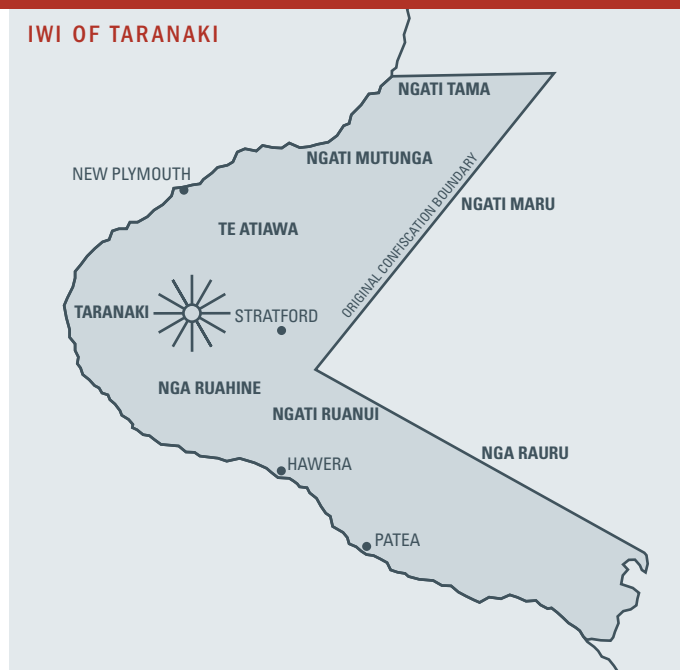 IWI OF TARANAKI
NGATI TAMA
NGATI MUTUNGA
NEW PLYMOUTH
ORIGINAL CONFISCATION BOUNDARY
NGATI MARU
TE ATIAWA
TARANAKI
STRATFORD
NGA RUAHINE
NGATI RUANUI
NGA RAURU
HAWERA
PATEA